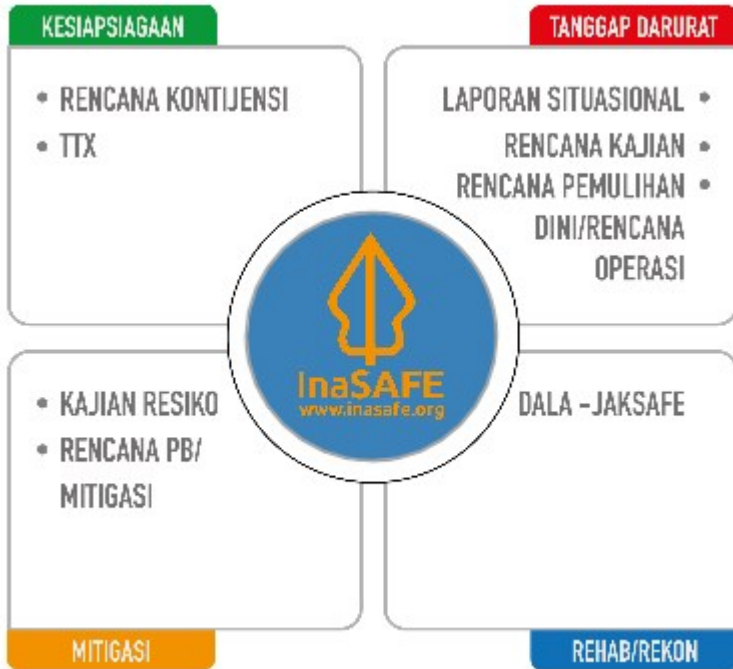 KESIAPSIAGAAN
• RENCANA KONTIJENSI
• TTX
TANGGAP DARURAT
LAPORAN SITUASIONAL •
RENCANA KAJIAN •
RENCANA PEMULIHAN •
DINI/RENCANA
OPERASI
InaSAFE
www.inasafe.org
• KAJIAN RESIKO
• RENCANA PB/
MITIGASI
MITIGASI
DALA -JAKSAFE
REHAB/REKON